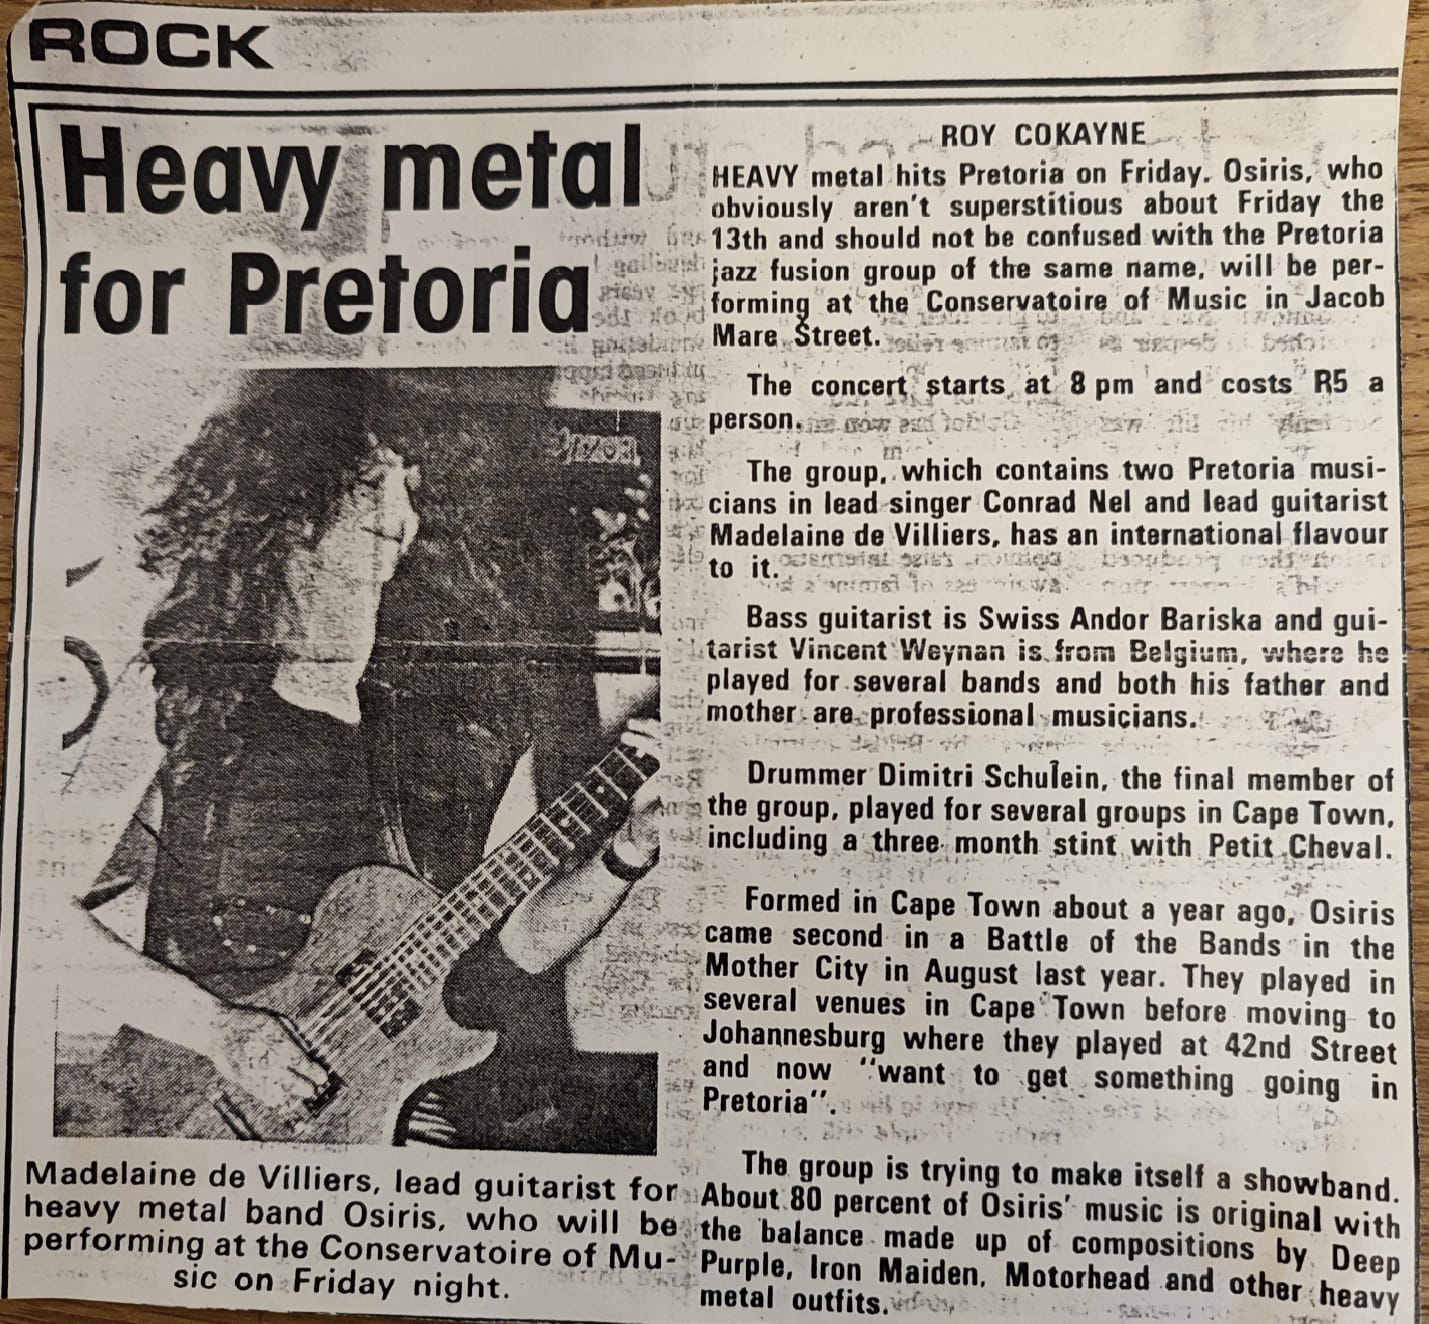 ROCK
Heavy metal
for Pretoria
Madelaine de Villiers, lead guitarist for
heavy metal band Osiris, who will be
performing at the Conservatoire of Mu-
sic on Friday night.
ROY COKAYNE
HEAVY metal hits Pretoria on Friday. Osiris, who
obviously aren't superstitious about Friday the
13th and should not be confused with the Pretoria
jazz fusion group of the same name, will be per-
forming at the Conservatoire of Music in Jacob
Mare Street.
The concert starts at 8 pm and costs R5 a
person.
The group, which contains two Pretoria musi-
cians in lead singer Conrad Nel and lead guitarist
Madelaine de Villiers, has an international flavour
to it.
Bass guitarist is Swiss Andor Bariska and gui-
tarist Vincent Weynan is from Belgium, where he
played for several bands and both his father and
mother are professional musicians.
Drummer Dimitri Schulein, the final member of
the group, played for several groups in Cape Town,
including a three month stint with Petit Cheval.
Formed in Cape Town about a year ago, Osiris
came second in a Battle of the Bands in the
Mother City in August last year. They played in
several venues in Cape Town before moving to
Johannesburg where they played at 42nd Street
and now "want to get something going in
Pretoria".
The group is trying to make itself a showband.
About 80 percent of Osiris' music is original with
the balance made up of compositions by Deep
Purple, Iron Maiden, Motorhead and other heavy
metal outfits.